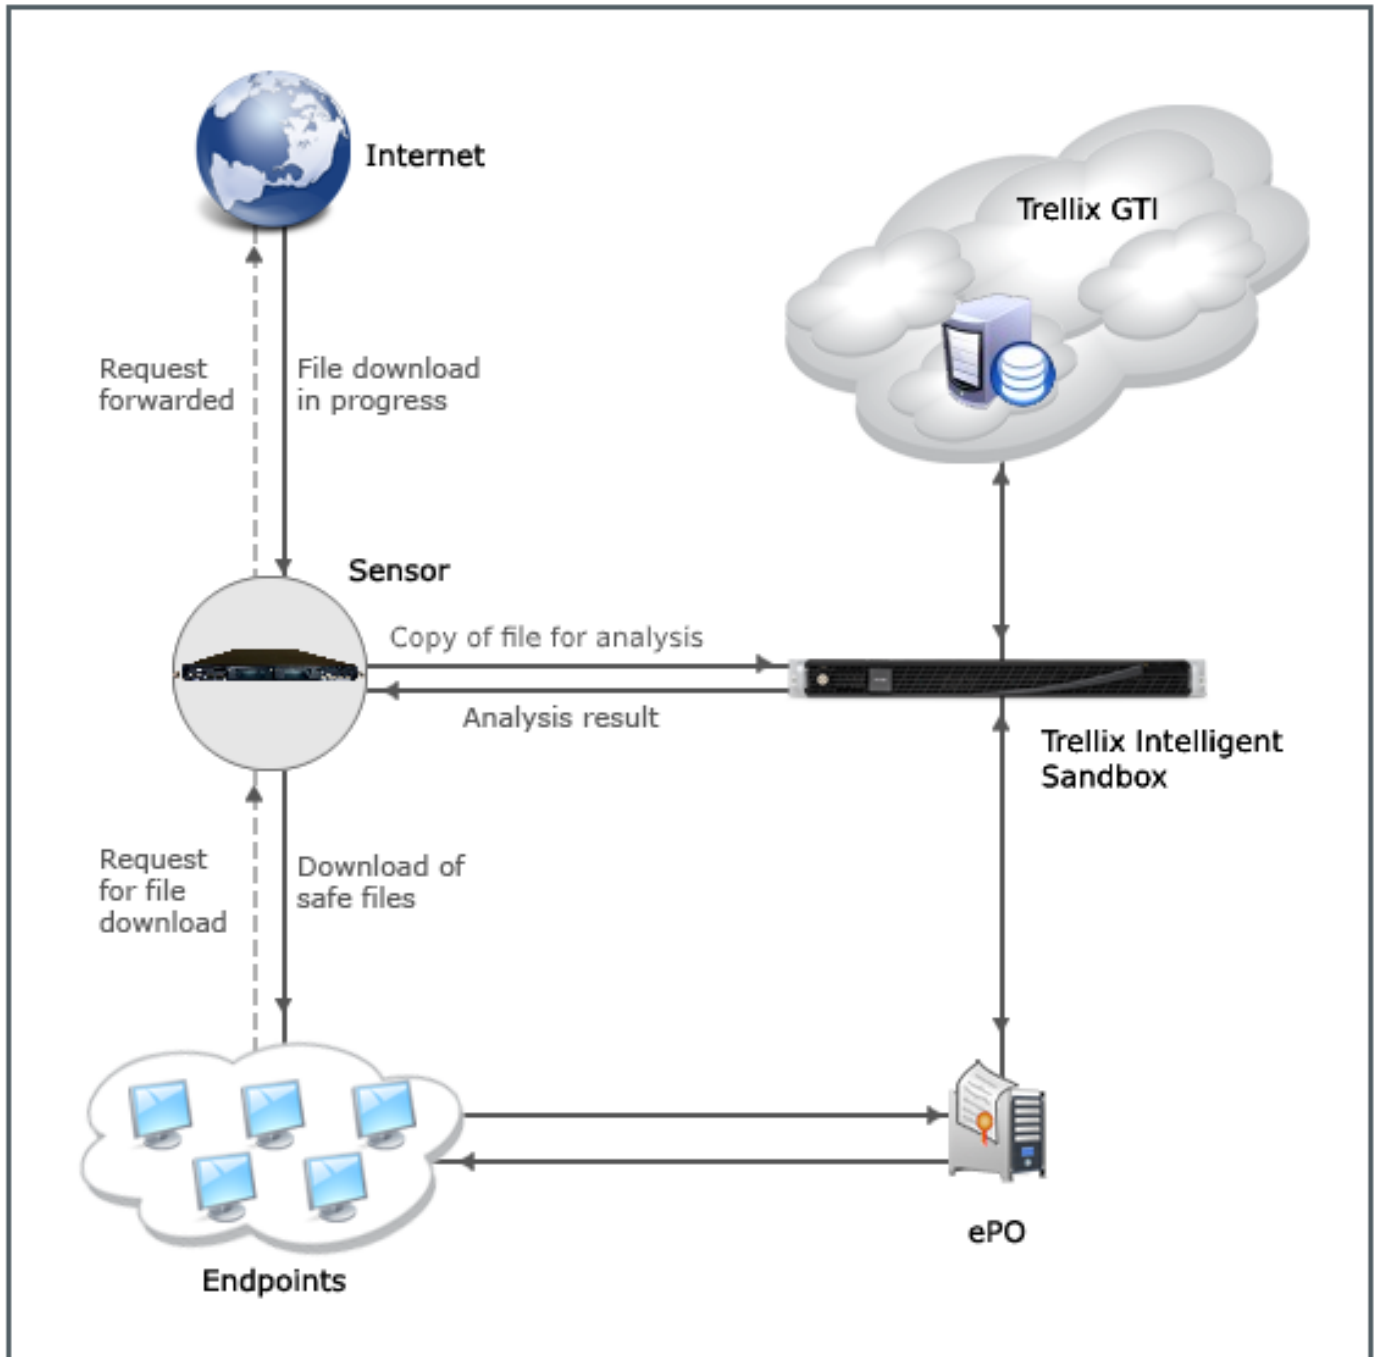 Internet
Trellix GTI
Request
forwarded
File download
in progress
Sensor
Copy of file for analysis
Analysis result
Trellix Intelligent
Sandbox
Request
for file
download
Download of
safe files
ePO
Endpoints